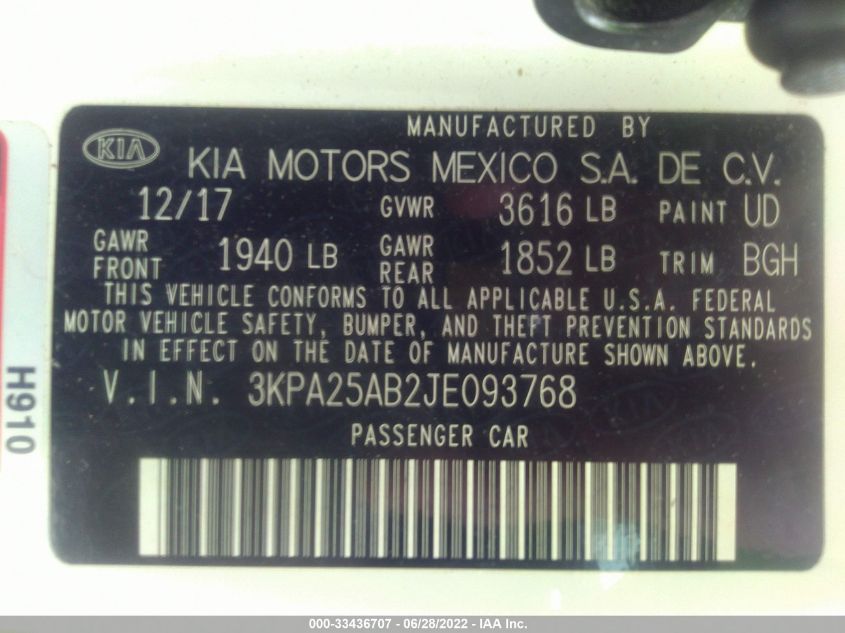 MANUFACTURED BY
KIA KIA MOTORS MEXICO S.A. DE C.V.
12/17 GVWR 3616 LB PAINT UD
GAWR FRONT 1940 LB GAWR REAR 1852 LB TRIM BGH
THIS VEHICLE CONFORMS TO ALL APPLICABLE U.S.A. FEDERAL
MOTOR VEHICLE SAFETY, BUMPER, AND THEFT PREVENTION STANDARDS
IN EFFECT ON THE DATE OF MANUFACTURE SHOWN ABOVE.
V.I.N. 3KPA25AB2JE093768
PASSENGER CAR
H910
000-33436707 - 06/28/2022 - IAA Inc.